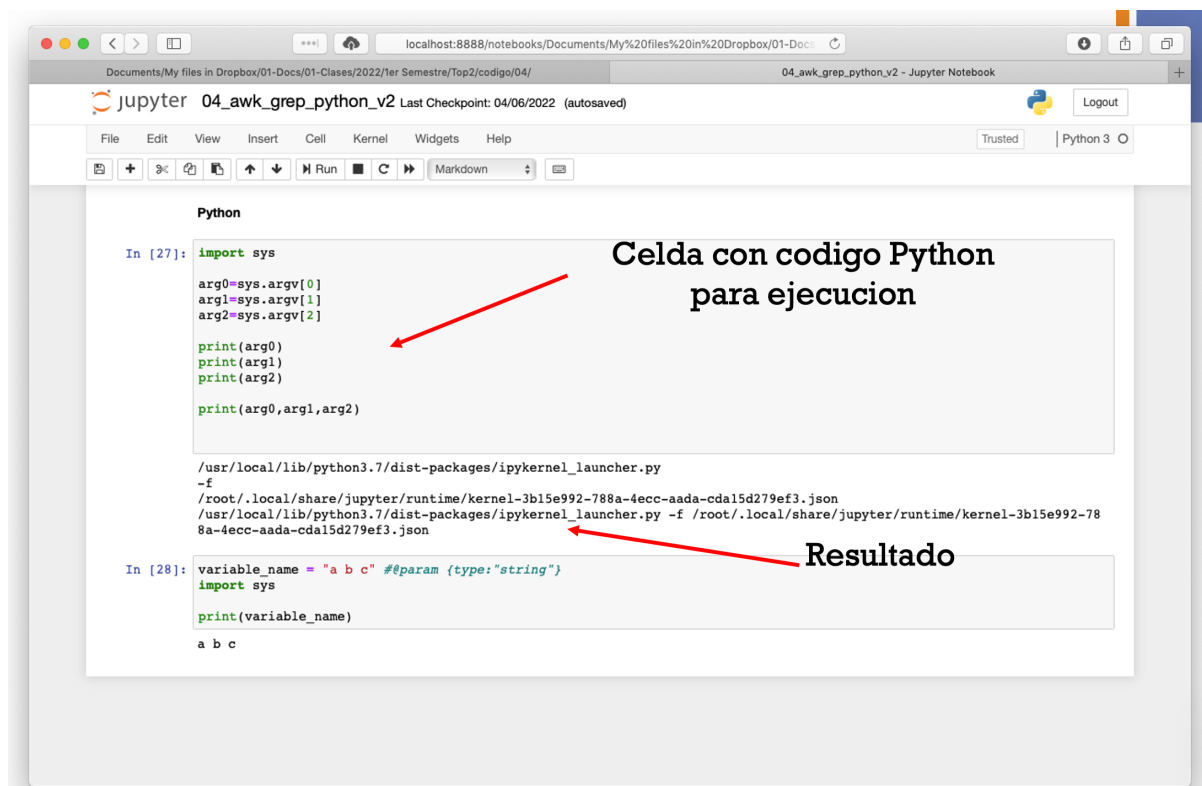 localhost:8888/notebooks/Documents/My%20files%20in%20Dropbox/01-Docs
Documents/My files in Dropbox/01-Docs/01-Clases/2022/1er Semestre/Top2/codigo/04/
04_awk_grep_python_v2 - Jupyter Notebook
jupyter 04_awk_grep_python_v2 Last Checkpoint: 04/06/2022 (autosaved)
Logout
File Edit View Insert Cell Kernel Widgets Help
Trusted
Python 3
Run
Markdown
Python
In [27]: import sys
arg0=sys.argv[0]
arg1=sys.argv[1]
arg2=sys.argv[2]
print(arg0)
print(arg1)
print(arg2)
print(arg0,arg1,arg2)
Celda con codigo Python
para ejecucion
/usr/local/lib/python3.7/dist-packages/ipykernel_launcher.py
-f
/root/.local/share/jupyter/runtime/kernel-3b15e992-788a-4ecc-aada-cda15d279ef3.json
/usr/local/lib/python3.7/dist-packages/ipykernel_launcher.py -f /root/.local/share/jupyter/runtime/kernel-3b15e992-78
8a-4ecc-aada-cda15d279ef3.json
Resultado
In [28]: variable_name = "a b c" #@param {type:"string"}
import sys
print(variable_name)
a b c